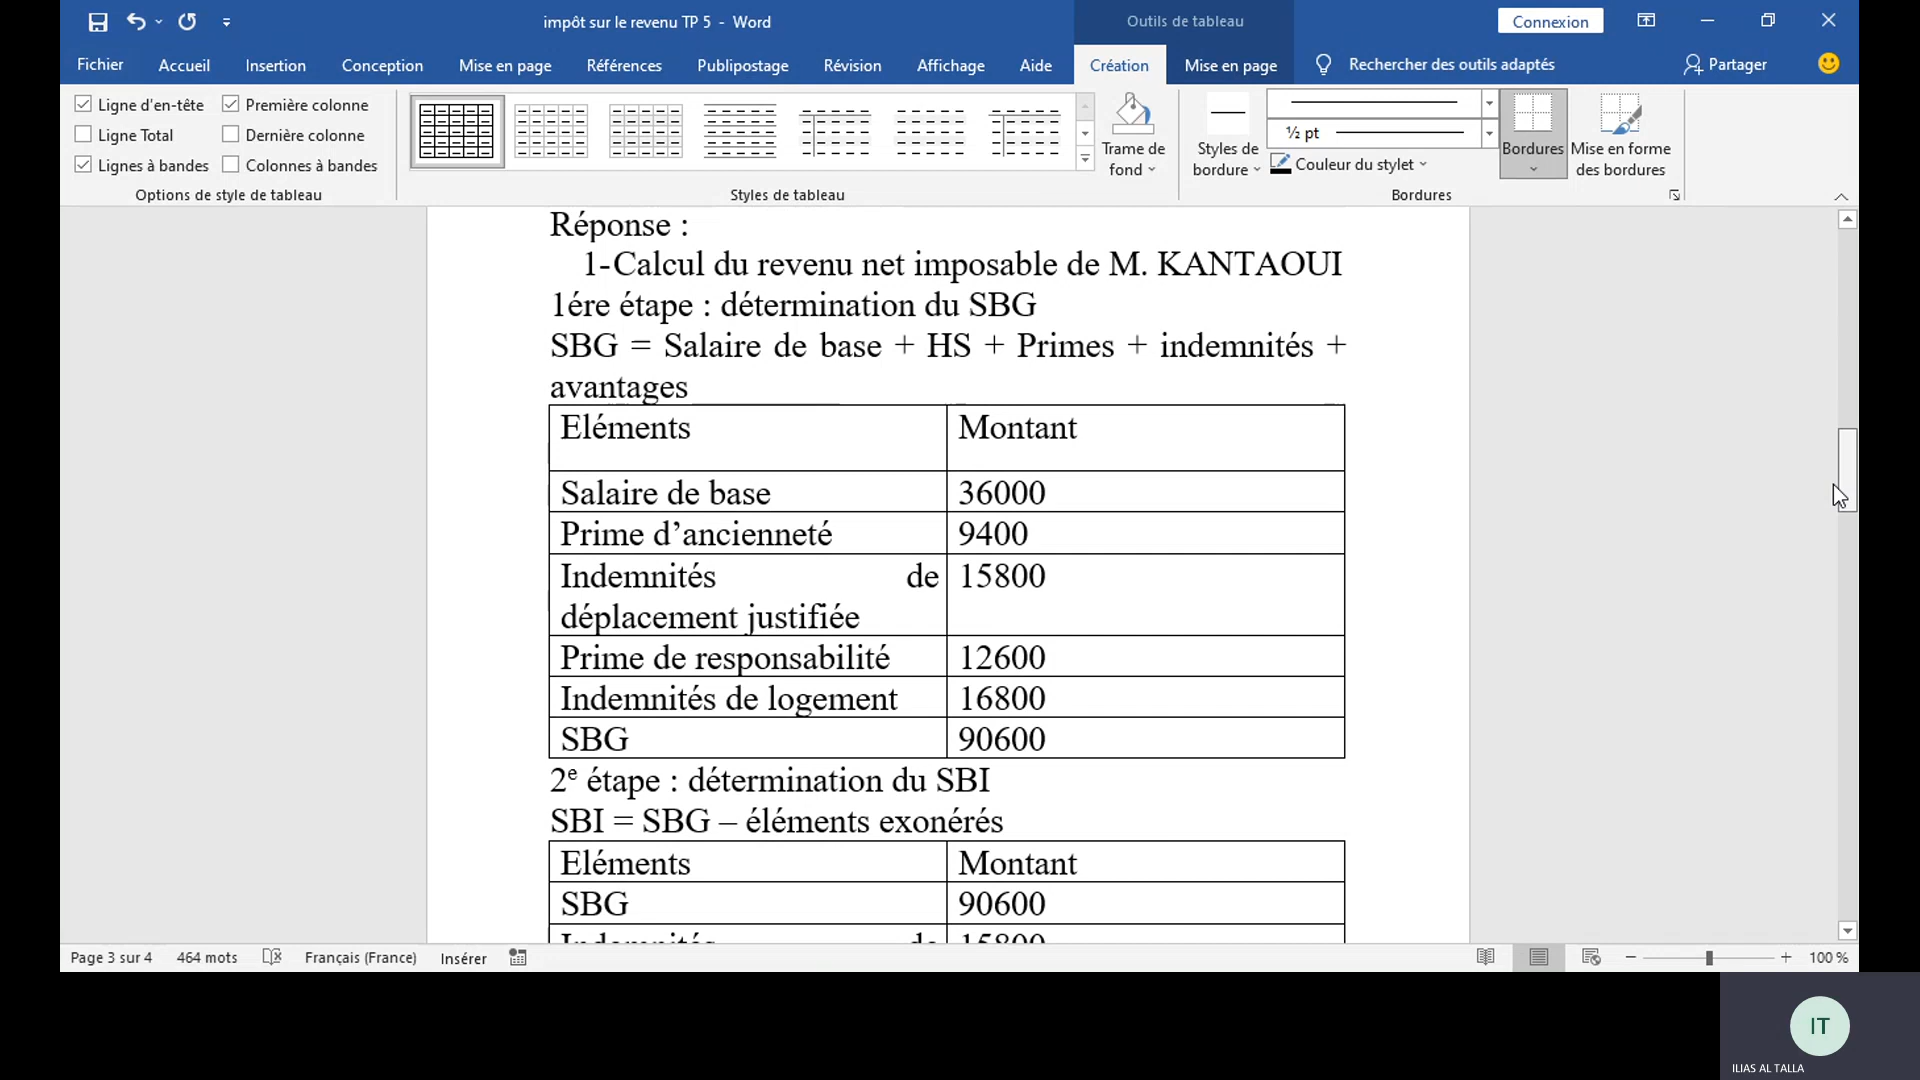 impôt sur le revenu TP 5 - Word
Outils de tableau
Connexion
Fichier Accueil Insertion Conception Mise en page Références Publipostage Révision Affichage Aide Création Mise en page Rechercher des outils adaptés Partager
Ligne d'en-tête Première colonne
Ligne Total Dernière colonne
Lignes à bandes Colonnes à bandes
Options de style de tableau
Styles de tableau
Trame de
fond
Styles de
bordure
½ pt
Couleur du stylet
Bordures
Mise en forme
des bordures
Bordures
Réponse :
1-Calcul du revenu net imposable de M. KANTAOUI
1ére étape : détermination du SBG
SBG = Salaire de base + HS + Primes + indemnités +
avantages
Eléments Montant
Salaire de base 36000
Prime d’ancienneté 9400
Indemnités de 15800
déplacement justifiée
Prime de responsabilité 12600
Indemnités de logement 16800
SBG 90600
2e étape : détermination du SBI
SBI = SBG – éléments exonérés
Eléments Montant
SBG 90600
Indemnités de 15800
Page 3 sur 4 464 mots Français (France) Insérer 100 %
IT
ILIAS AL TALLA